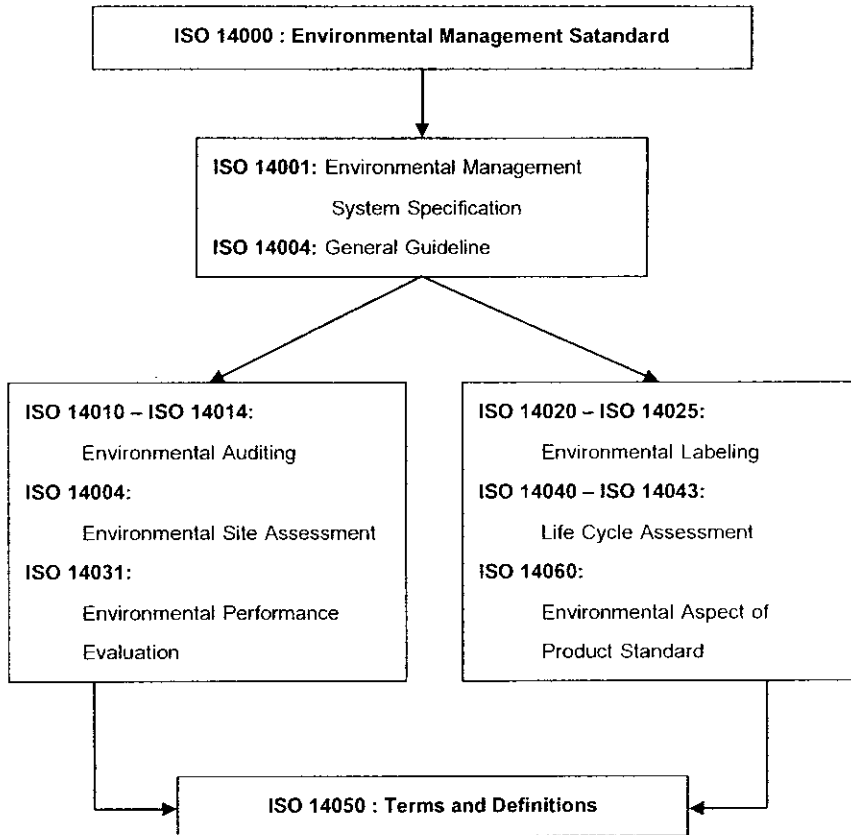 ISO 14000 : Environmental Management Satandard
ISO 14001: Environmental Management
System Specification
ISO 14004: General Guideline
ISO 14010 – ISO 14014:
Environmental Auditing
ISO 14004:
Environmental Site Assessment
ISO 14031:
Environmental Performance
Evaluation
ISO 14020 – ISO 14025:
Environmental Labeling
ISO 14040 – ISO 14043:
Life Cycle Assessment
ISO 14060:
Environmental Aspect of
Product Standard
ISO 14050 : Terms and Definitions